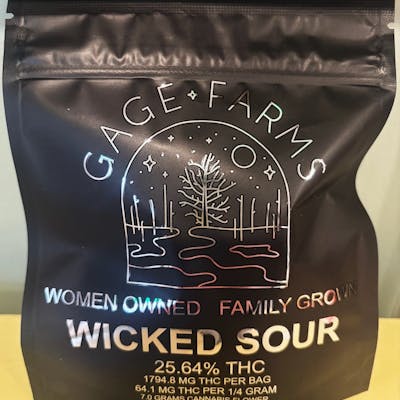 GAGE FARMS
WOMEN OWNED FAMILY GROWN
WICKED SOUR
25.64% THC
1794.8 MG THC PER BAG
64.1 MG THC PER 1/4 GRAM
7.0 GRAMS CANNABIS FLOWER